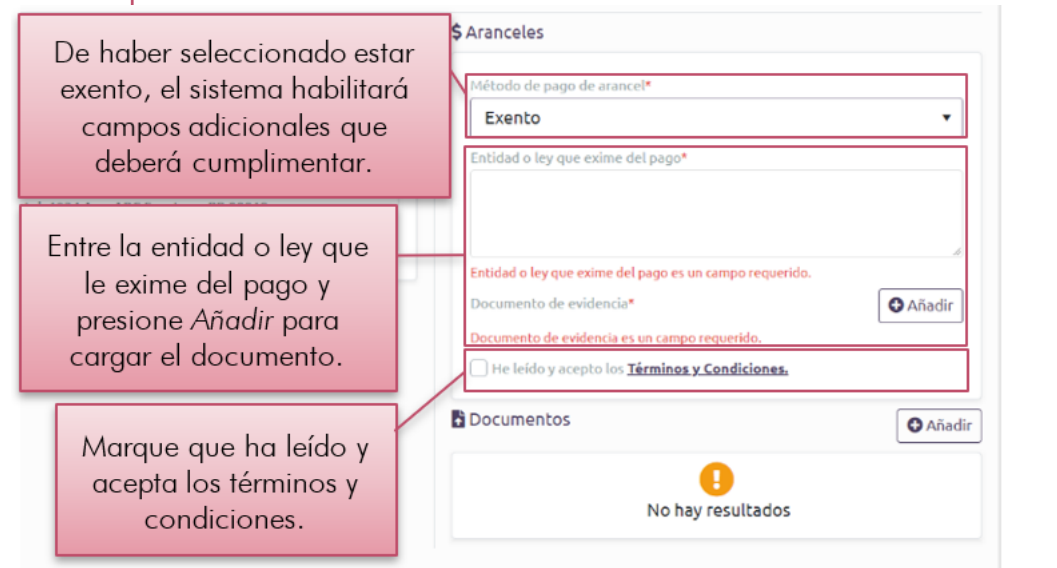 $ Aranceles
De haber seleccionado estar
exento, el sistema habilitará
campos adicionales que
deberá cumplimentar.
Método de pago de arancel*
Exento
Entidad o ley que exime del pago*
Entre la entidad o ley que
le exime del pago y
presione Añadir para
cargar el documento.
Entidad o ley que exime del pago es un campo requerido.
Documento de evidencia*
Añadir
Documento de evidencia es un campo requerido.
He leído y acepto los Términos y Condiciones.
Marque que ha leído y
acepta los términos y
condiciones.
Documentos
Añadir
No hay resultados